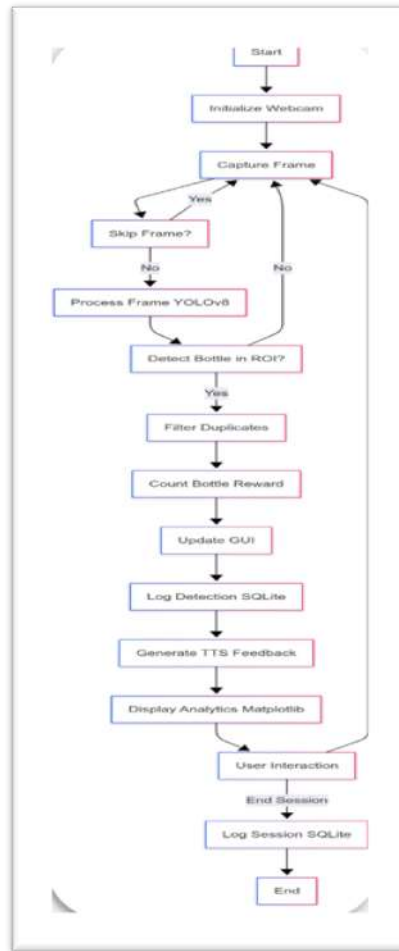 Start
Initialize Webcam
Capture Frame
Yes
Skip Frame?
No
No
Process Frame YOLOv8
Detect Bottle in ROI?
Yes
Filter Duplicates
Count Bottle Reward
Update GUI
Log Detection SQLite
Generate TTS Feedback
Display Analytics Matplotlib
User Interaction
End Session
Log Session SQLite
End